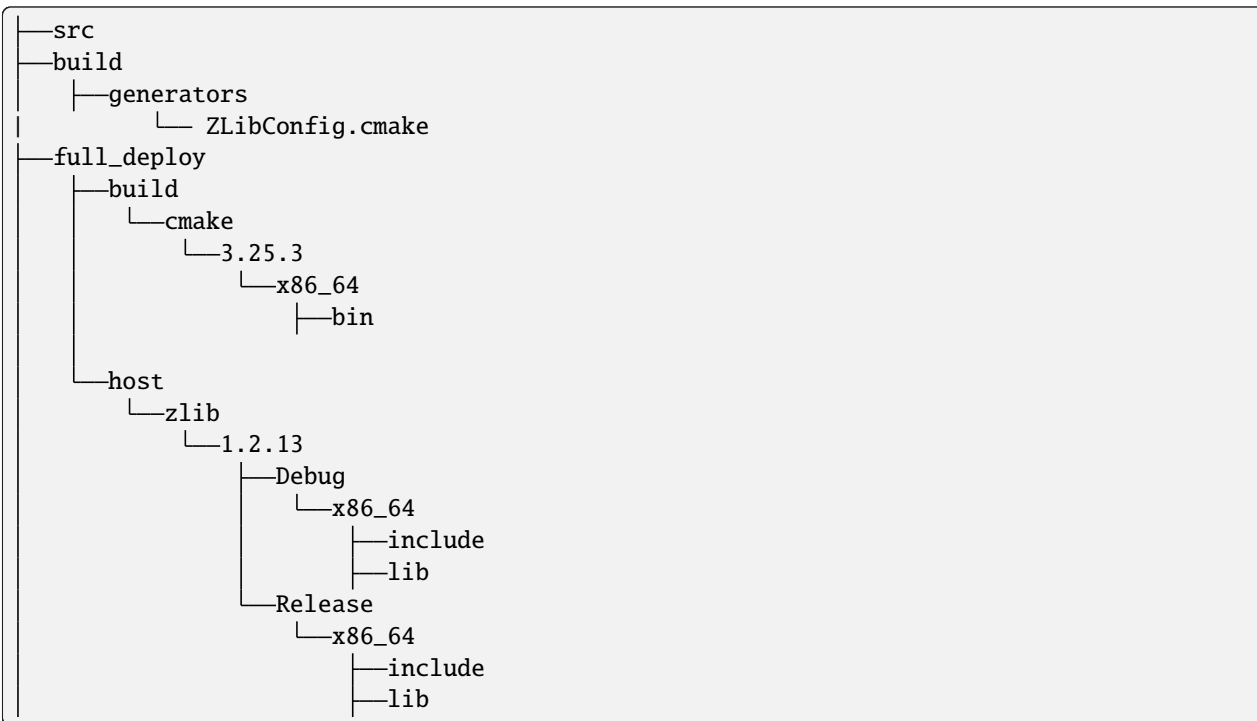 ├──src
├──build
│   ├──generators
|         └── ZLibConfig.cmake
├──full_deploy
│   ├──build
│   │   └──cmake
│   │       └──3.25.3
│   │           └──x86_64
│   │               ├──bin
│   │
│   └──host
│       └──zlib
│           └──1.2.13
│               ├──Debug
│               │   └──x86_64
│               │       ├──include
│               │       ├──lib
│               └──Release
│                   └──x86_64
│                       ├──include
│                       ├──lib